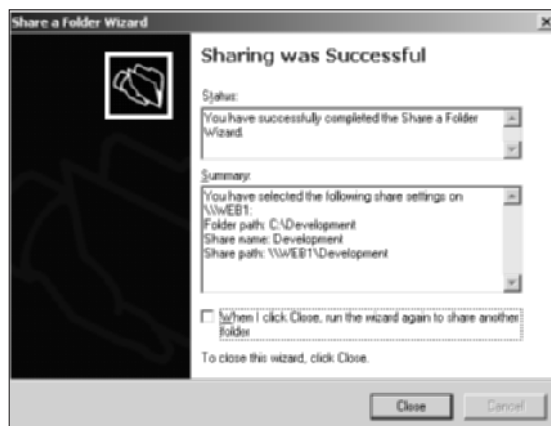 Share a Folder Wizard
Sharing was Successful
Status:
You have successfully completed the Share a Folder
Wizard.
Summary:
You have selected the following share settings on
\\WEB1:
Folder path: C:\Development
Share name: Development
Share path: \\WEB1\Development
When I click Close, run the wizard again to share another
folder
To close this wizard, click Close.
Close
Cancel